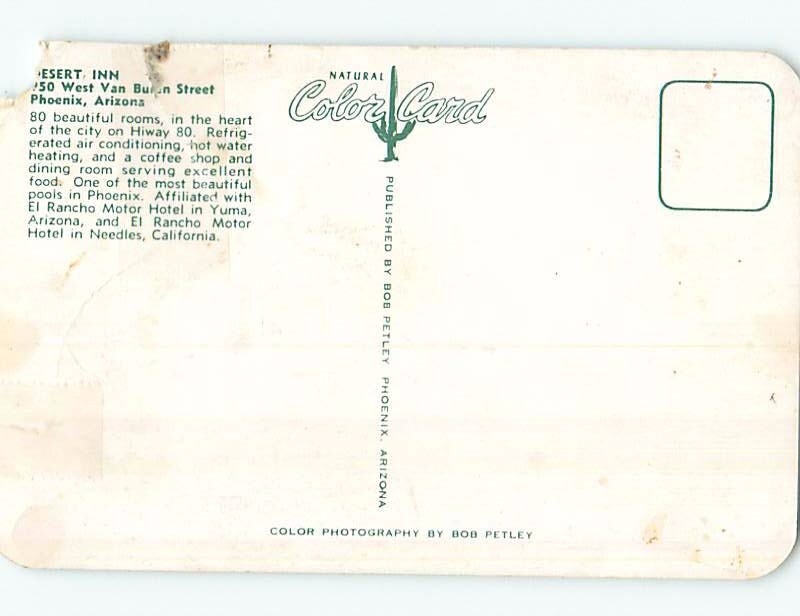 ESERT INN
750 West Van Buren Street
Phoenix, Arizona
80 beautiful rooms, in the heart
of the city on Hiway 80. Refrig-
erated air conditioning, hot water
heating, and a coffee shop and
dining room serving excellent
food. One of the most beautiful
pools in Phoenix. Affiliated with
El Rancho Motor Hotel in Yuma,
Arizona, and El Rancho Motor
Hotel in Needles, California.
NATURAL
Color Card
PUBLISHED BY BOB PETLEY PHOENIX, ARIZONA
COLOR PHOTOGRAPHY BY BOB PETLEY